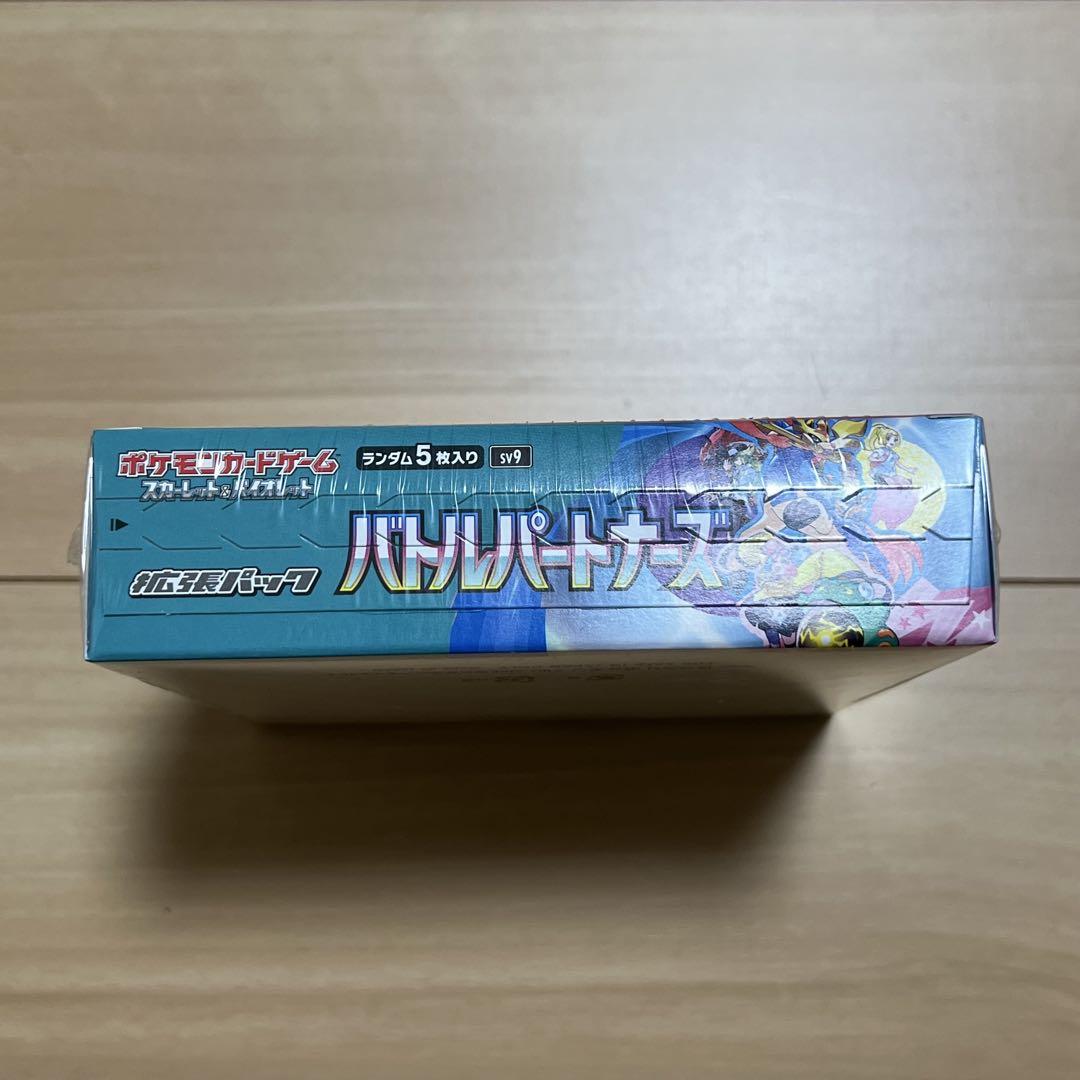 ポケモンカードゲーム
スカーレット&バイオレット
ランダム5枚入り
SV9
拡張パック
バトルパートナーズ